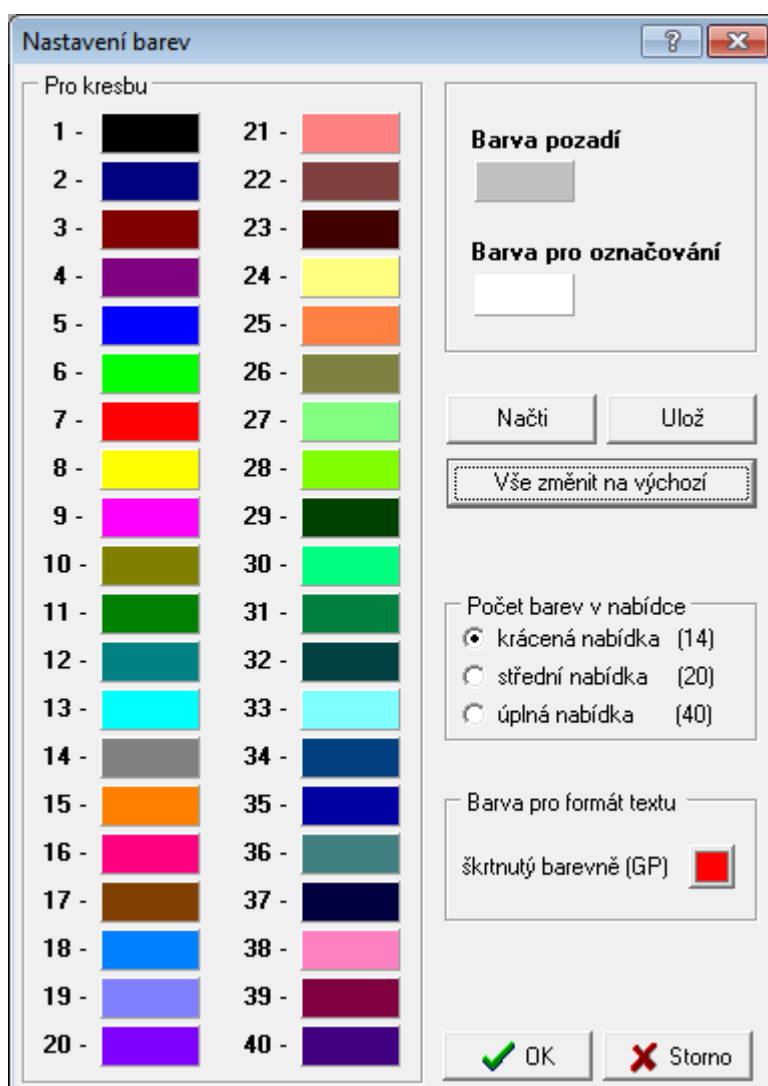 Nastavení barev
Pro kresbu
1 -
2 -
3 -
4 -
5 -
6 -
7 -
8 -
9 -
10 -
11 -
12 -
13 -
14 -
15 -
16 -
17 -
18 -
19 -
20 -
21 -
22 -
23 -
24 -
25 -
26 -
27 -
28 -
29 -
30 -
31 -
32 -
33 -
34 -
35 -
36 -
37 -
38 -
39 -
40 -
Barva pozadí
Barva pro označování
Načti
Ulož
Vše změnit na výchozí
Počet barev v nabídce
krácená nabídka (14)
střední nabídka (20)
úplná nabídka (40)
Barva pro formát textu
škrtnutý barevně (GP)
OK
Storno